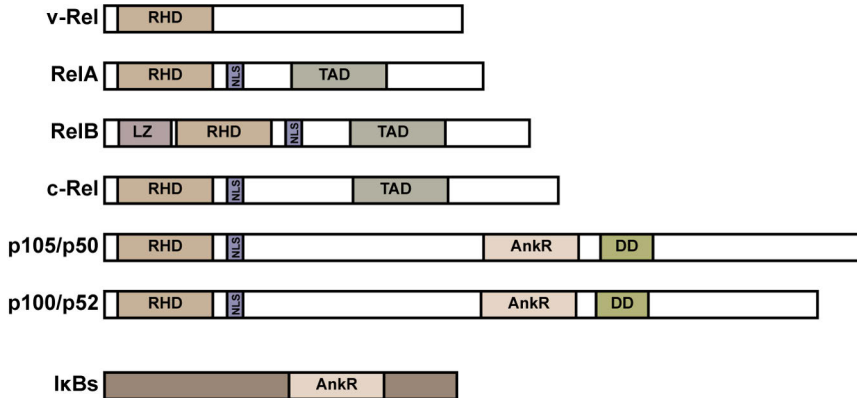 v-Rel RHD
RelA RHD NLS TAD
RelB LZ RHD NLS TAD
c-Rel RHD NLS TAD
p105/p50 RHD NLS AnkR DD
p100/p52 RHD NLS AnkR DD
IκBs AnkR